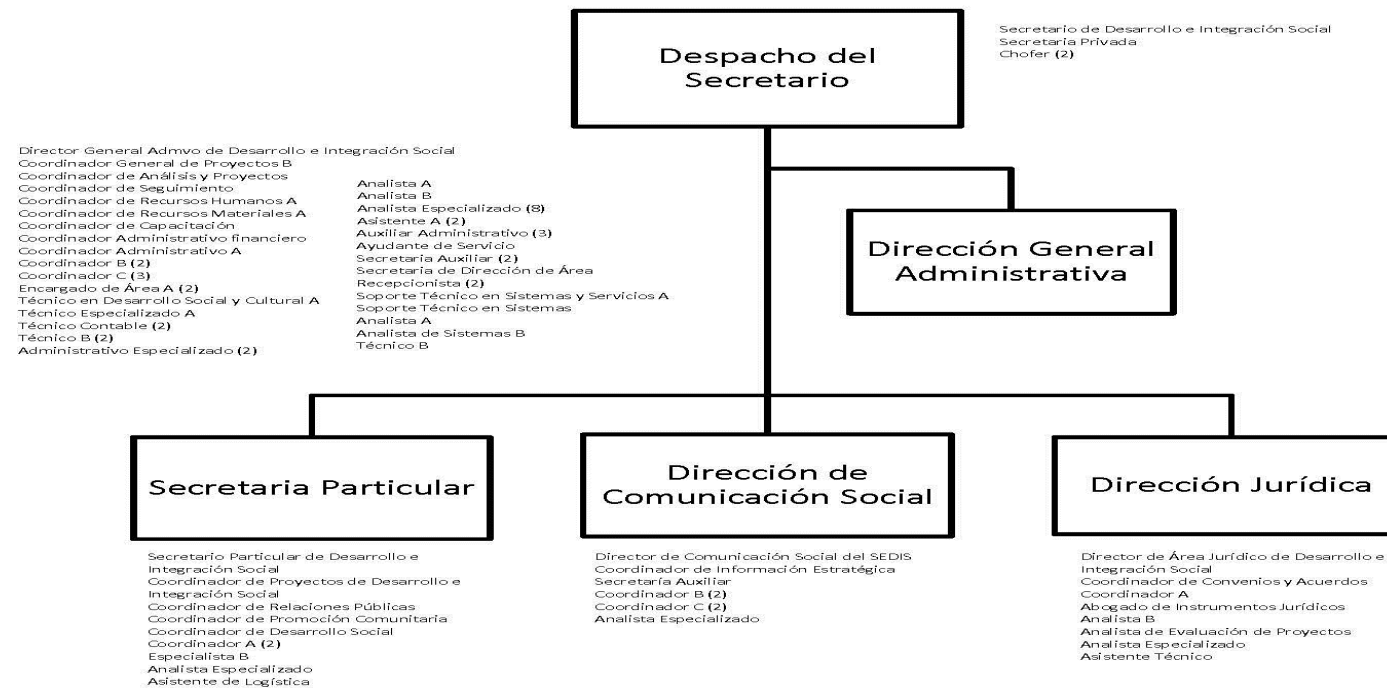 Despacho del
Secretario
Secretario de Desarrollo e Integración Social
Secretaria Privada
Chofer (2)
Director General Admvo de Desarrollo e Integración Social
Coordinador General de Proyectos B
Coordinador de Análisis y Proyectos
Coordinador de Seguimiento
Coordinador de Recursos Humanos A
Coordinador de Recursos Materiales A
Coordinador de Capacitación
Coordinador Administrativo financiero
Coordinador Administrativo A
Coordinador B (2)
Coordinador C (3)
Encargado de Área A (2)
Técnico en Desarrollo Social y Cultural A
Técnico Especializado A
Técnico Contable (2)
Técnico B (2)
Administrativo Especializado (2)
Analista A
Analista B
Analista Especializado (8)
Asistente A (2)
Auxiliar Administrativo (3)
Ayudante de Servicio
Secretaria Auxiliar (2)
Secretaria de Dirección de Área
Recepcionista (2)
Soporte Técnico en Sistemas y Servicios A
Soporte Técnico en Sistemas
Analista A
Analista de Sistemas B
Técnico B
Dirección General
Administrativa
Secretaria Particular
Secretario Particular de Desarrollo e
Integración Social
Coordinador de Proyectos de Desarrollo e
Integración Social
Coordinador de Relaciones Públicas
Coordinador de Promoción Comunitaria
Coordinador de Desarrollo Social
Coordinador A (2)
Especialista B
Analista Especializado
Asistente de Logística
Dirección de
Comunicación Social
Director de Comunicación Social del SEDIS
Coordinador de Información Estratégica
Secretaria Auxiliar
Coordinador B (2)
Coordinador C (2)
Analista Especializado
Dirección Jurídica
Director de Área Jurídico de Desarrollo e
Integración Social
Coordinador de Convenios y Acuerdos
Coordinador A
Abogado de Instrumentos Jurídicos
Analista B
Analista de Evaluación de Proyectos
Analista Especializado
Asistente Técnico